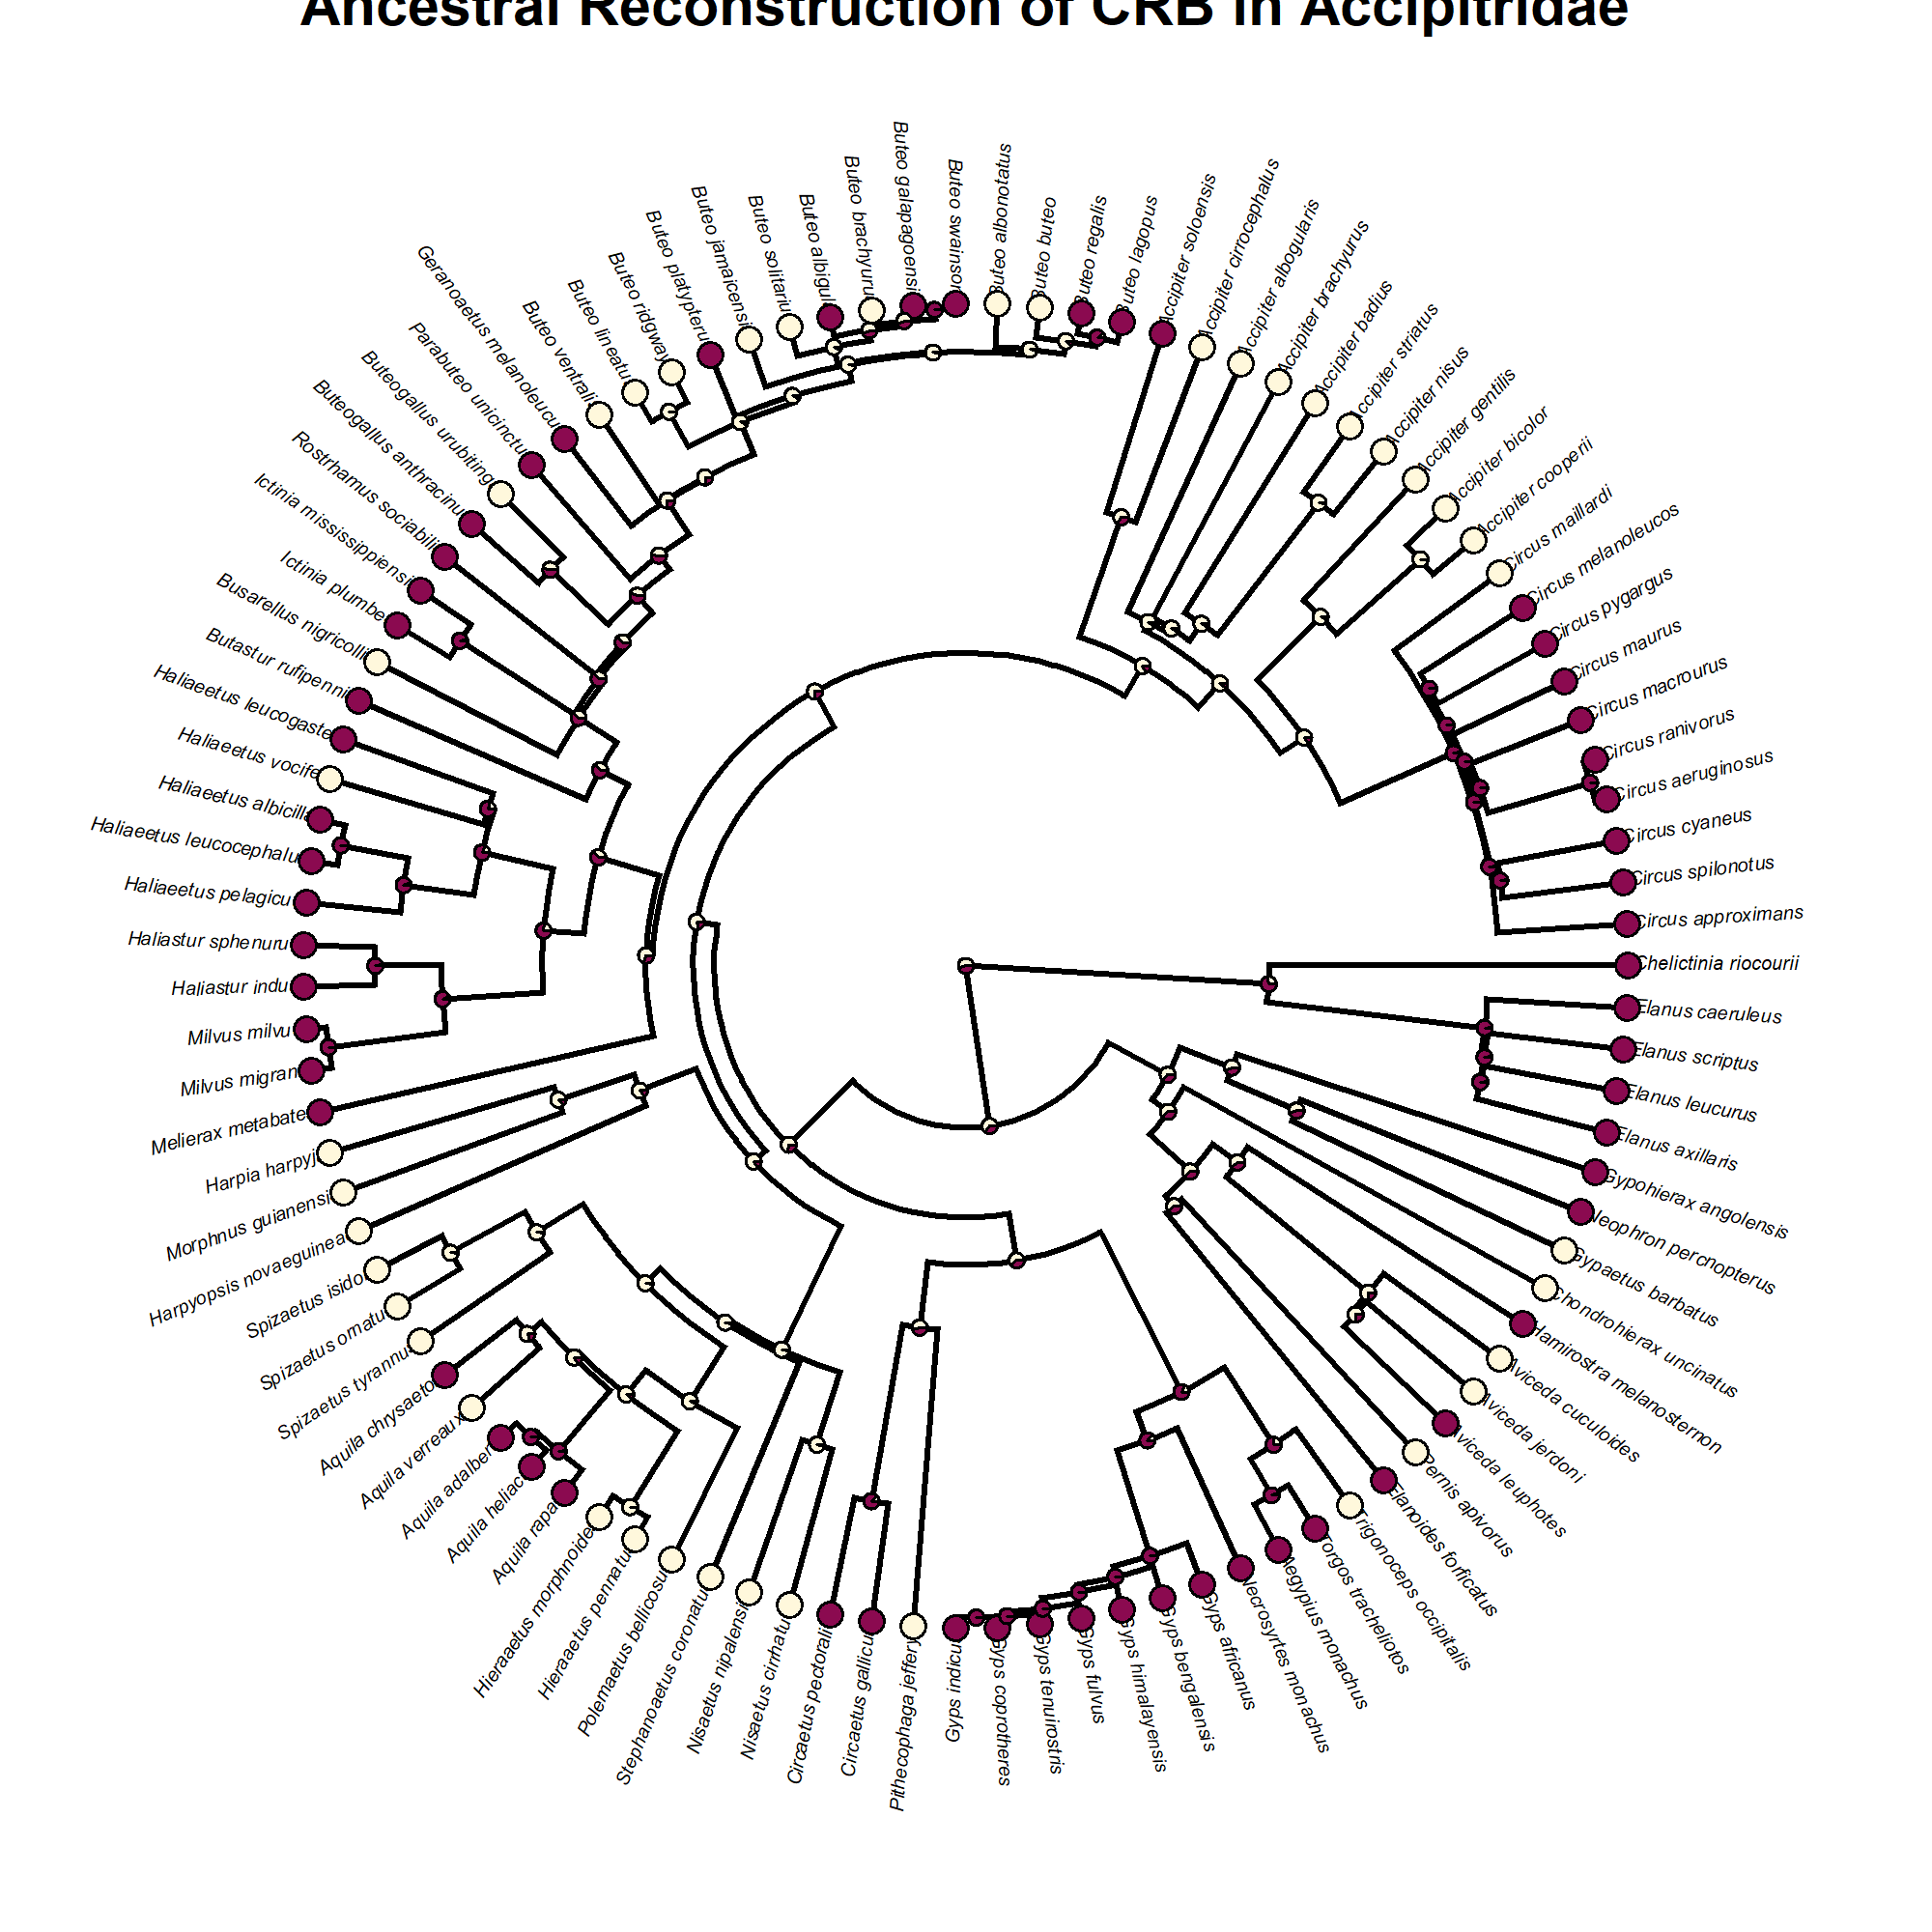 Ancestral Reconstruction of CRB in Accipitridae
Buteo galapagoensi
Buteo swainson
Buteo albonotatus
Buteo buteo
Buteo regalis
Buteo lagopus
Accipiter soloensis
Accipiter cirrocephalus
Accipiter albogularis
Accipiter brachyurus
Accipiter badius
Accipiter striatus
Accipiter nisus
Accipiter gentilis
Accipiter bicolor
Accipiter cooperii
Circus maillardi
Circus melanoleucos
Circus pygargus
Circus maurus
Circus macrourus
Circus ranivorus
Circus aeruginosus
Circus cyaneus
Circus spilonotus
Circus approximans
Chelictinia riocourii
Elanus caeruleus
Elanus scriptus
Elanus leucurus
Elanus axillaris
Gypohierax angolensis
Neophron percnopterus
Gypaetus barbatus
Chondrohierax uncinatus
Hamirostra melanosternon
Aviceda cuculoides
Aviceda jerdoni
Aviceda leuphotes
Pernis apivorus
Elanoides forficatus
Trigonoceps occipitalis
Torgos tracheliotos
Aegypius monachus
Necrosyrtes monachus
Gyps africanus
Gyps bengalensis
Gyps himalayensis
Gyps fulvus
Gyps tenuirostris
Gyps coprotheres
Gyps indicu
Pithecophaga jeffery
Circaetus gallicu
Circaetus pectorali
Nisaetus cirrhatu
Nisaetus nipalensi
Stephanoaetus coronatu
Polemaetus bellicosu
Hieraaetus pennatu
Hieraaetus morphnoide
Aquila rapa
Aquila heliac
Aquila adalber
Aquila verreaux
Aquila chrysaeto
Spizaetus tyrannu
Spizaetus ornatu
Spizaetus isido
Harpyopsis novaeguinea
Morphnus guianensi
Harpia harpyj
Melierax metabate
Milvus migran
Milvus milvu
Haliastur indu
Haliastur sphenuru
Haliaeetus pelagicu
Haliaeetus leucocephalu
Haliaeetus albicill
Haliaeetus vocife
Haliaeetus leucogaste
Butastur rufipenni
Busarellus nigricolli
Ictinia plumbe
Ictinia mississippiensi
Rostrhamus sociabili
Buteogallus anthracinu
Buteogallus urubiting
Parabuteo unicinctu
Geranoaetus melanoleucu
Buteo ventrali
Buteo lineatu
Buteo ridgway
Buteo platypteru
Buteo jamaicensi
Buteo solitariu
Buteo albigul
Buteo brachyuru